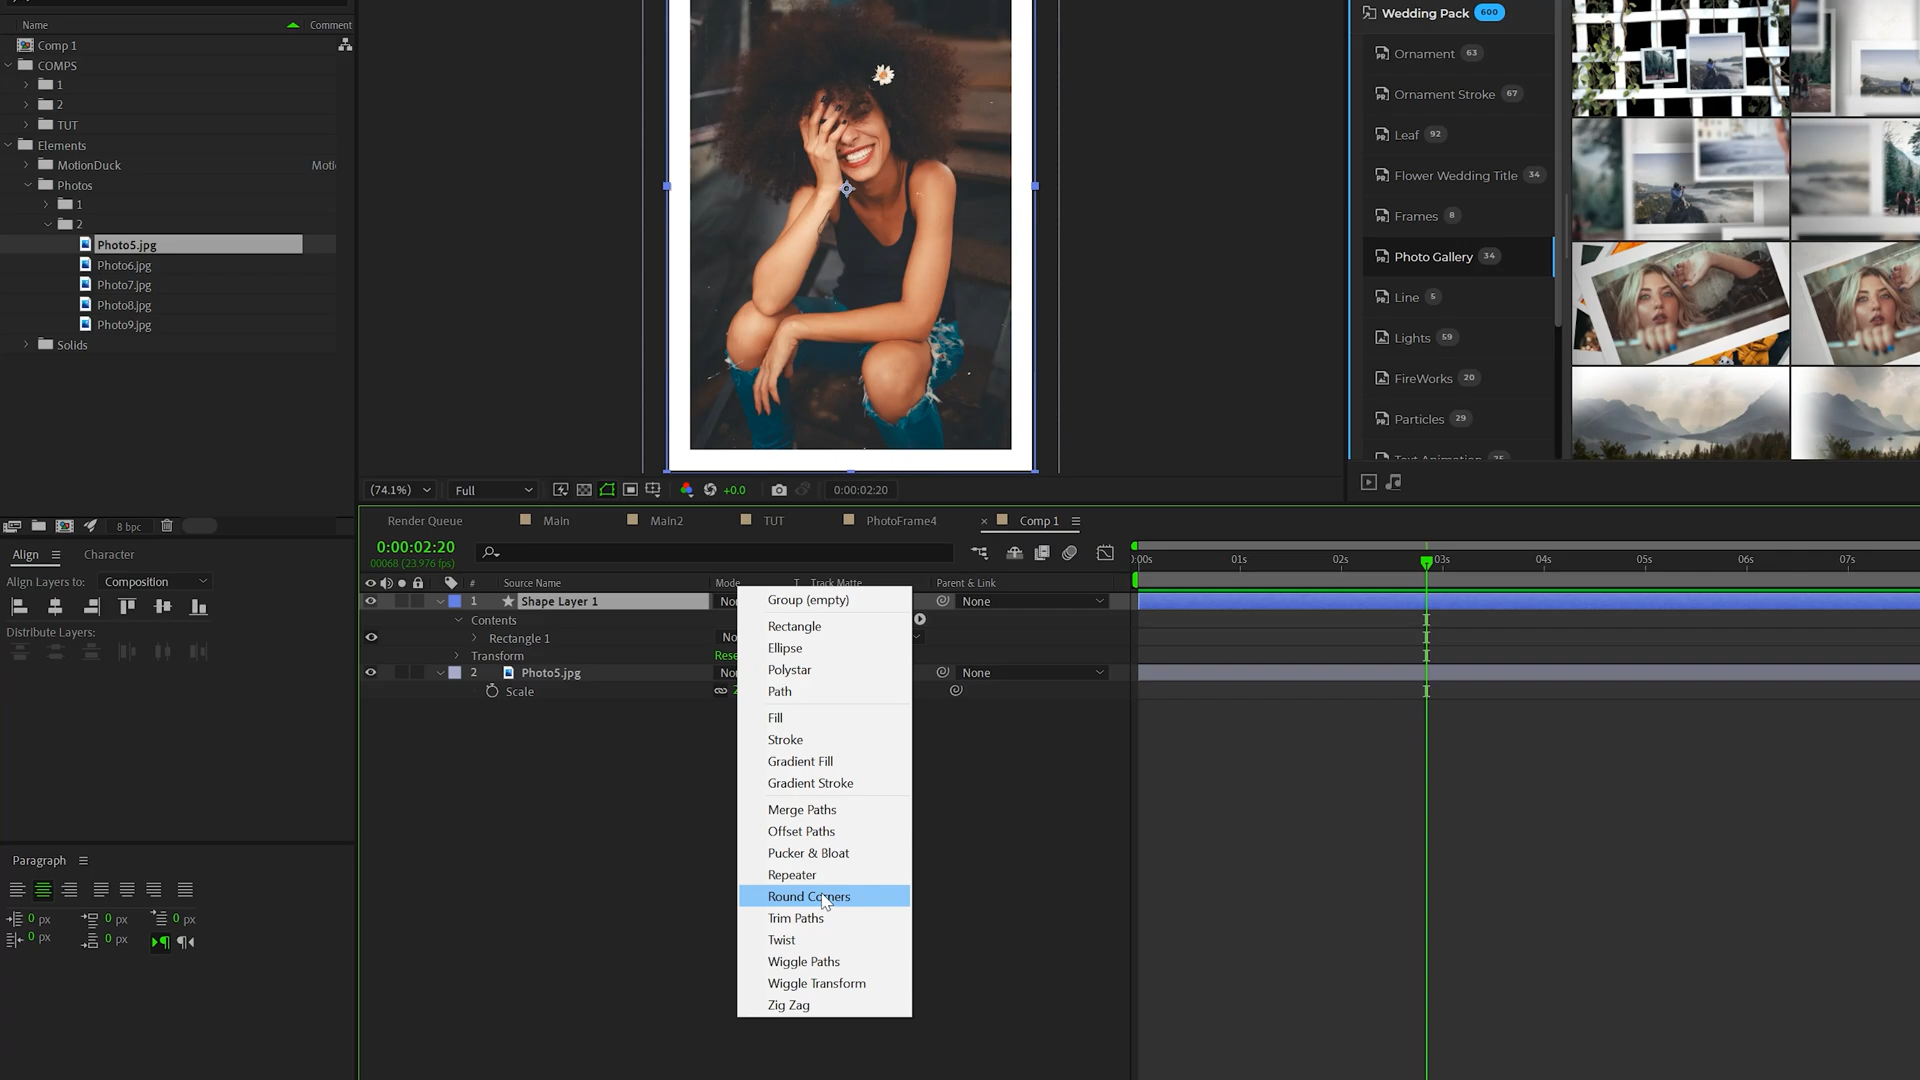 Name
Comment
Comp 1
COMPS
1
2
TUT
Elements
MotionDuck
Moti
Photos
1
2
Photo5.jpg
Photo6.jpg
Photo7.jpg
Photo8.jpg
Photo9.jpg
Solids
8 bpc
Align
Character
Align Layers to:
Composition
Distribute Layers:
Paragraph
0 px
0 px
0 px
0 px
0 px
(74.1%)
Full
+0.0
0:00:02:20
Wedding Pack
600
Ornament
63
Ornament Stroke
67
Leaf
92
Flower Wedding Title
34
Frames
8
Photo Gallery
34
Line
5
Lights
59
FireWorks
20
Particles
29
Text Animation
Render Queue
Main
Main2
TUT
PhotoFrame4
Comp 1
0:00:02:20
00068 (23.976 fps)
#
Source Name
Mode
T
Track Matte
Parent & Link
1
Shape Layer 1
None
Contents
Rectangle 1
Transform
Rese
2
Photo5.jpg
None
Scale
Group (empty)
Rectangle
Ellipse
Polystar
Path
Fill
Stroke
Gradient Fill
Gradient Stroke
Merge Paths
Offset Paths
Pucker & Bloat
Repeater
Round Corners
Trim Paths
Twist
Wiggle Paths
Wiggle Transform
Zig Zag
:00s
01s
02s
03s
04s
05s
06s
07s